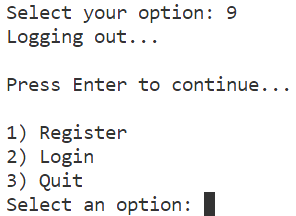 Select your option: 9
Logging out...
Press Enter to continue...
1) Register
2) Login
3) Quit
Select an option: